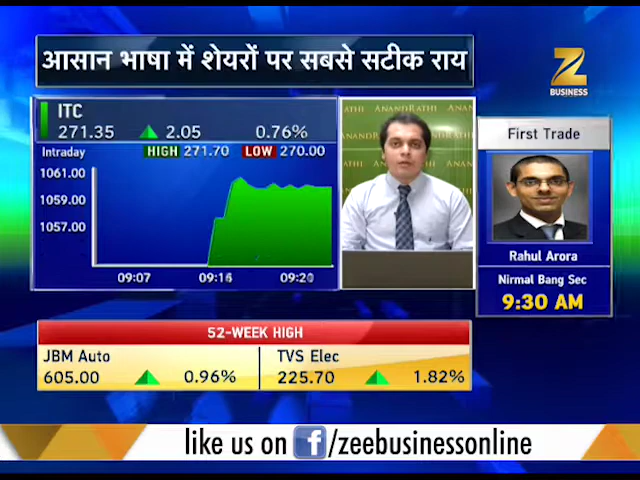 आसान भाषा में शेयरों पर सबसे सटीक राय
Z
BUSINESS
ITC
271.35 2.05 0.76%
Intraday HIGH 271.70 LOW 270.00
1061.00
1059.00
1057.00
09:07 09:16 09:20
ANANDRATHI ANANDRATHI
First Trade
Rahul Arora
Nirmal Bang Sec
9:30 AM
52-WEEK HIGH
JBM Auto
605.00 0.96%
TVS Elec
225.70 1.82%
like us on f/zeebusinessonline